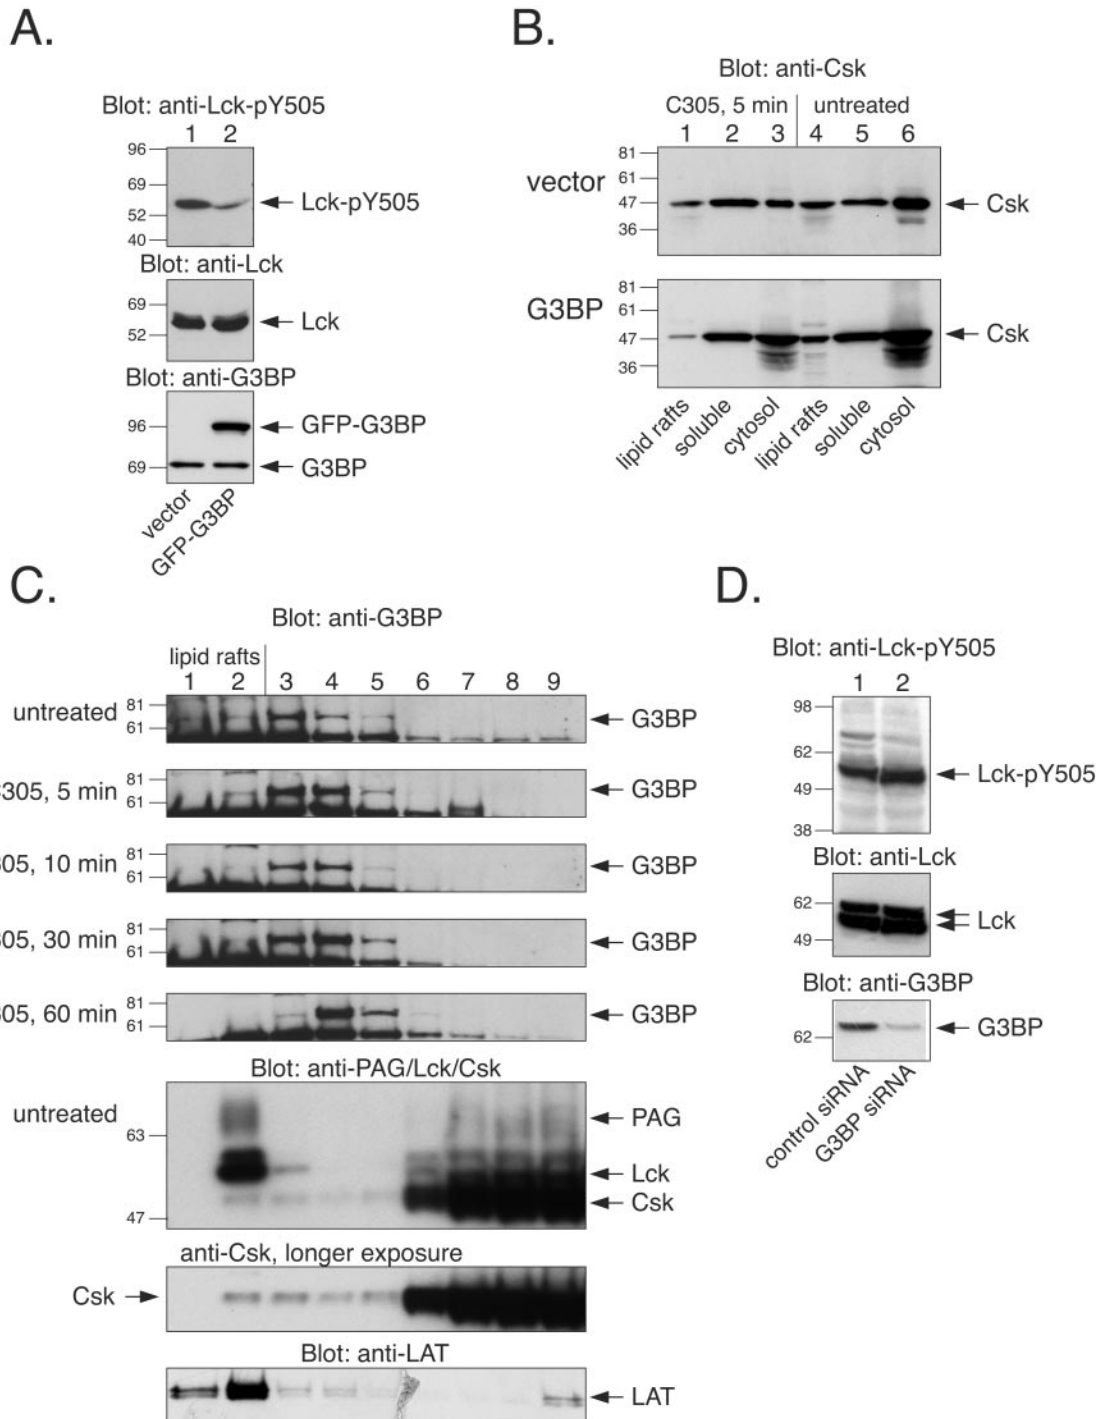 A.
Blot: anti-Lck-pY505
1 2
96
69
52
40
Lck-pY505
Blot: anti-Lck
69
52
Lck
Blot: anti-G3BP
96
69
GFP-G3BP
G3BP
vector
GFP-G3BP
B.
Blot: anti-Csk
C305, 5 min untreated
1 2 3 4 5 6
vector
81
61
47
36
Csk
G3BP
81
61
47
36
Csk
lipid rafts
soluble
cytosol
lipid rafts
soluble
cytosol
C.
Blot: anti-G3BP
lipid rafts
1 2 3 4 5 6 7 8 9
untreated
81
61
G3BP
305, 5 min
81
61
G3BP
05, 10 min
81
61
G3BP
05, 30 min
81
61
G3BP
05, 60 min
81
61
G3BP
Blot: anti-PAG/Lck/Csk
untreated
63
47
PAG
Lck
Csk
anti-Csk, longer exposure
Csk
Blot: anti-LAT
LAT
D.
Blot: anti-Lck-pY505
1 2
98
62
49
38
Lck-pY505
Blot: anti-Lck
62
49
Lck
Blot: anti-G3BP
62
G3BP
control siRNA
G3BP siRNA